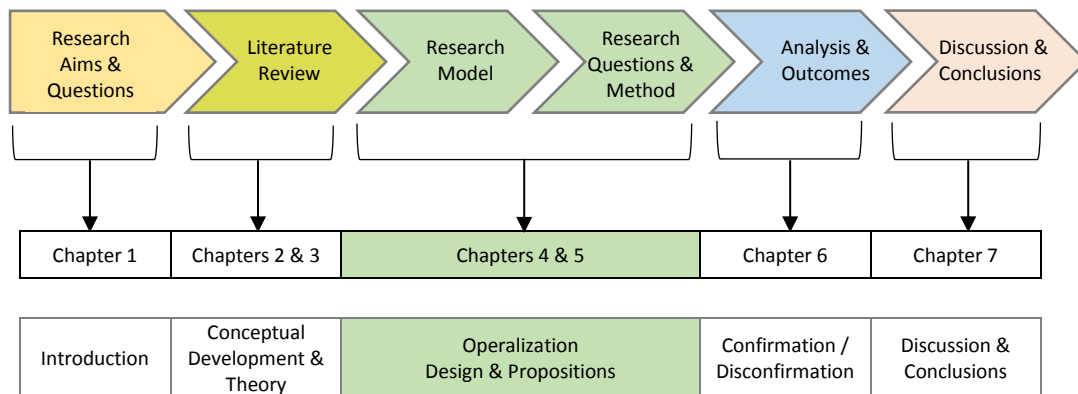 Research
Aims &
Questions
Literature
Review
Research
Model
Research
Questions &
Method
Analysis &
Outcomes
Discussion &
Conclusions
Chapter 1
Chapters 2 & 3
Chapters 4 & 5
Chapter 6
Chapter 7
Introduction
Conceptual
Development &
Theory
Operalization
Design & Propositions
Confirmation /
Disconfirmation
Discussion &
Conclusions